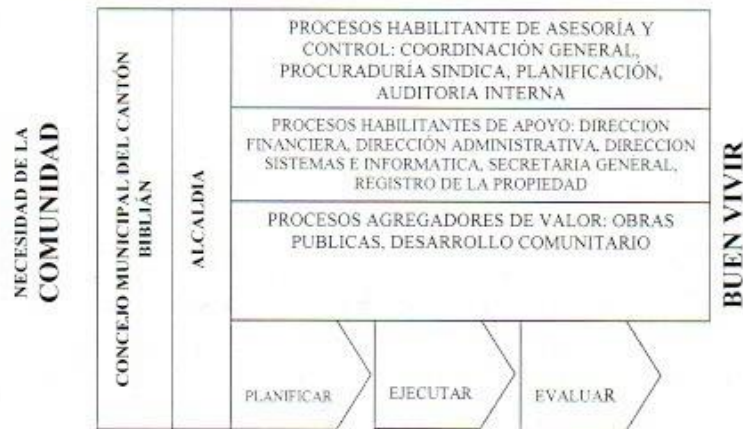 NECESIDAD DE LA
COMUNIDAD
CONCEJO MUNICIPAL DEL CANTÓN
BIBLIÁN
ALCALDIA
PROCESOS HABILITANTE DE ASESORÍA Y
CONTROL: COORDINACIÓN GENERAL,
PROCURADURÍA SINDICA, PLANIFICACIÓN,
AUDITORIA INTERNA
PROCESOS HABILITANTES DE APOYO: DIRECCION
FINANCIERA, DIRECCIÓN ADMINISTRATIVA, DIRECCION
SISTEMAS E INFORMATICA, SECRETARIA GENERAL,
REGISTRO DE LA PROPIEDAD
PROCESOS AGREGADORES DE VALOR: OBRAS
PUBLICAS, DESARROLLO COMUNITARIO
PLANIFICAR
EJECUTAR
EVALUAR
BUEN VIVIR